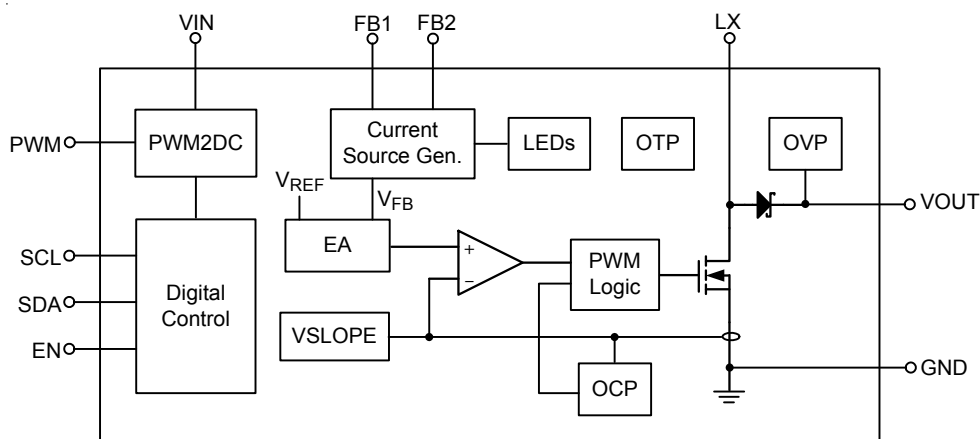 VIN
FB1
FB2
LX
PWM
PWM2DC
Current
Source Gen.
LEDs
OTP
OVP
VREF
VFB
VOUT
EA
+
−
PWM
Logic
SCL
SDA
EN
Digital
Control
VSLOPE
OCP
GND